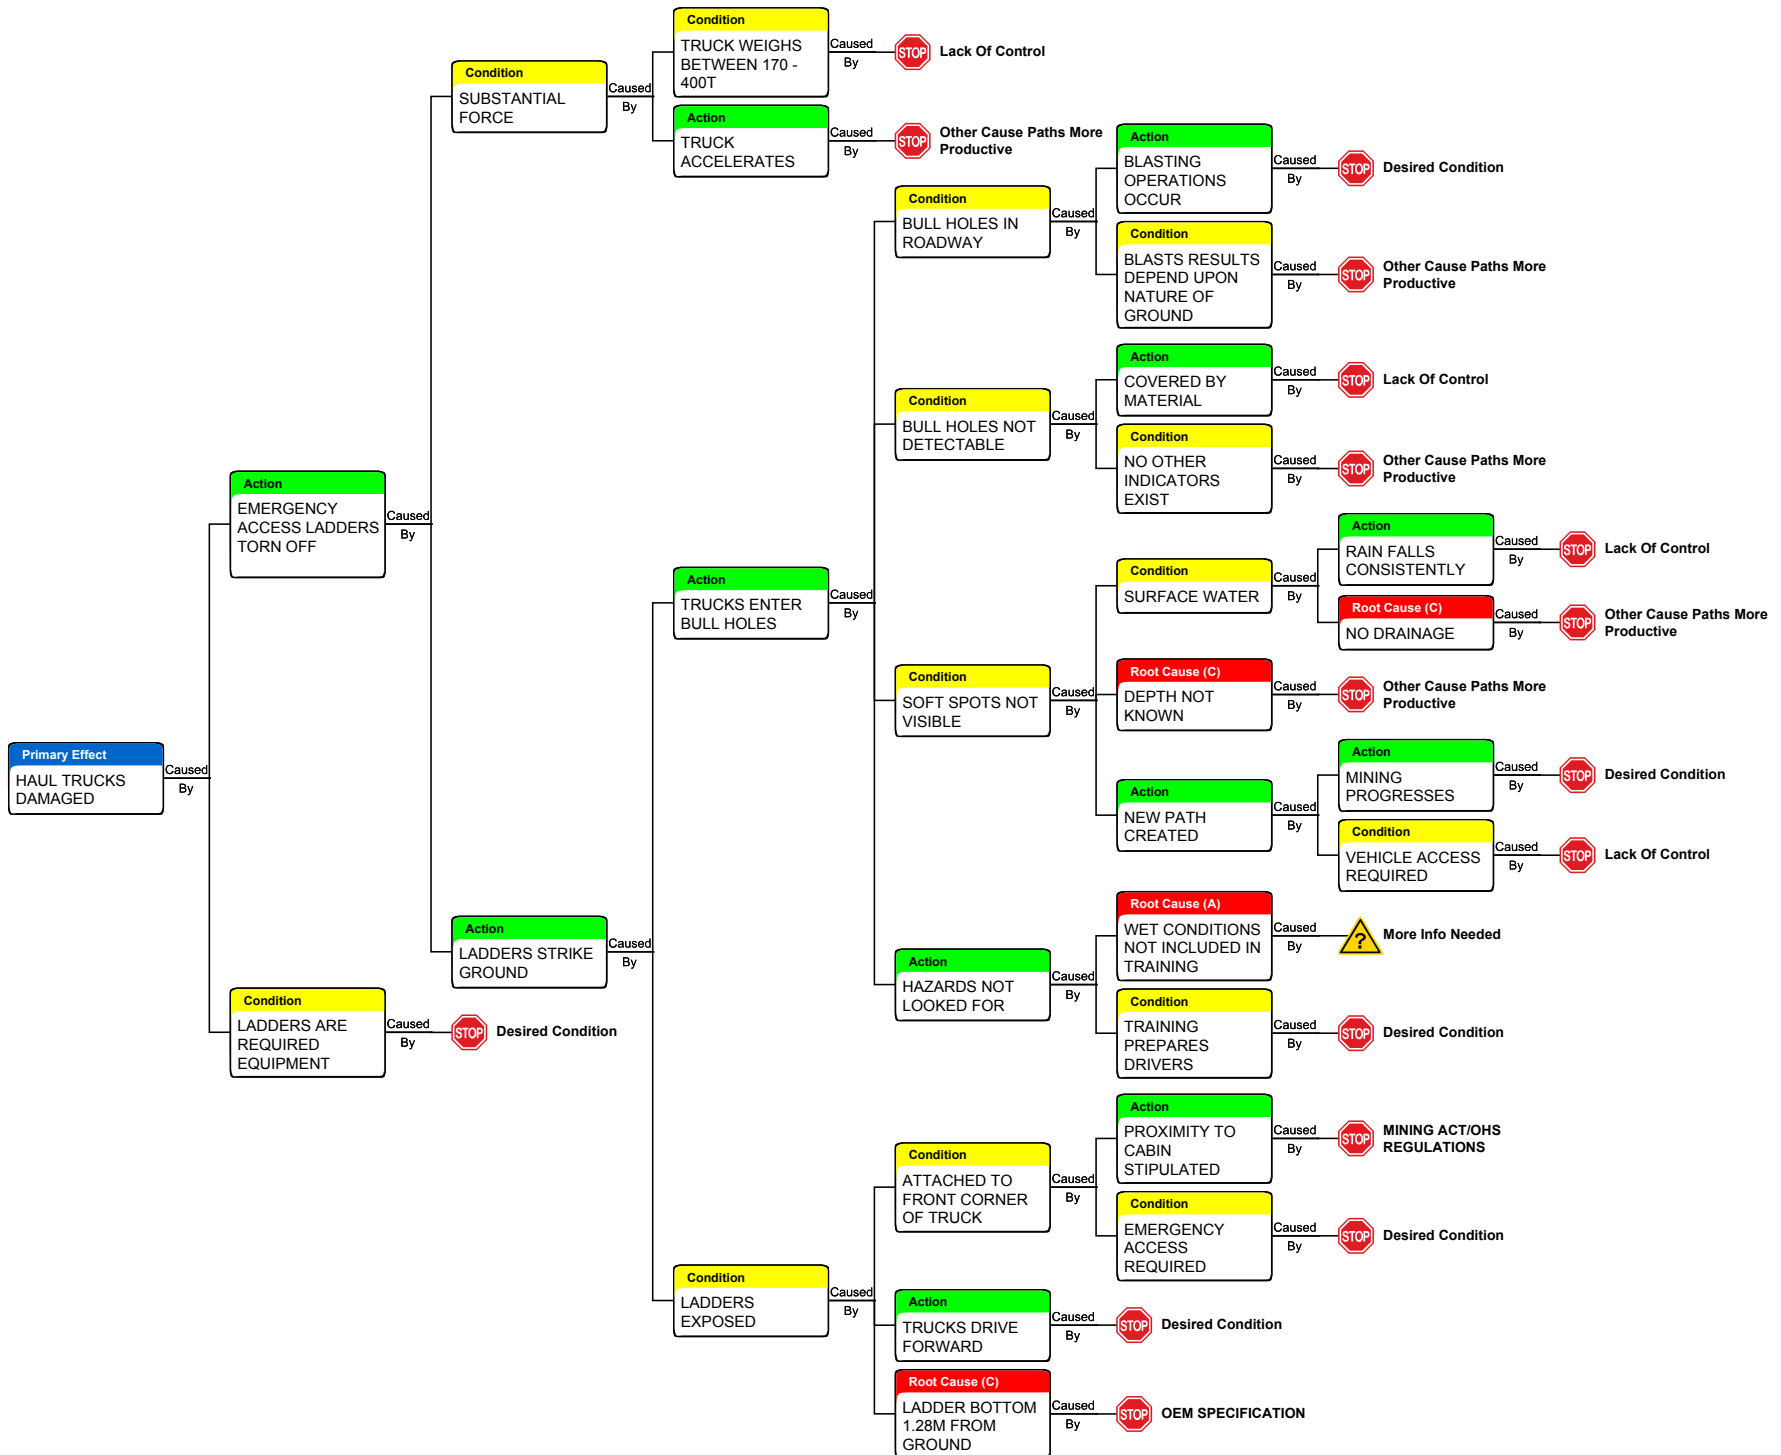 Condition
TRUCK WEIGHS
BETWEEN 170 -
400T
Caused
By
STOP
Lack Of Control
Condition
SUBSTANTIAL
FORCE
Caused
By
Action
TRUCK
ACCELERATES
Caused
By
STOP
Other Cause Paths More
Productive
Action
BLASTING
OPERATIONS
OCCUR
Caused
By
STOP
Desired Condition
Condition
BULL HOLES IN
ROADWAY
Caused
By
Condition
BLASTS RESULTS
DEPEND UPON
NATURE OF
GROUND
Caused
By
STOP
Other Cause Paths More
Productive
Action
COVERED BY
MATERIAL
Caused
By
STOP
Lack Of Control
Condition
BULL HOLES NOT
DETECTABLE
Caused
By
Condition
NO OTHER
INDICATORS
EXIST
Caused
By
STOP
Other Cause Paths More
Productive
Action
EMERGENCY
ACCESS LADDERS
TORN OFF
Caused
By
Action
RAIN FALLS
CONSISTENTLY
Caused
By
STOP
Lack Of Control
Condition
SURFACE WATER
Caused
By
Action
TRUCKS ENTER
BULL HOLES
Caused
By
Root Cause (C)
NO DRAINAGE
Caused
By
STOP
Other Cause Paths More
Productive
Condition
SOFT SPOTS NOT
VISIBLE
Caused
By
Root Cause (C)
DEPTH NOT
KNOWN
Caused
By
STOP
Other Cause Paths More
Productive
Primary Effect
HAUL TRUCKS
DAMAGED
Caused
By
Action
MINING
PROGRESSES
Caused
By
STOP
Desired Condition
Action
NEW PATH
CREATED
Caused
By
Condition
VEHICLE ACCESS
REQUIRED
Caused
By
STOP
Lack Of Control
Root Cause (A)
WET CONDITIONS
NOT INCLUDED IN
TRAINING
Caused
By
?
More Info Needed
Action
LADDERS STRIKE
GROUND
Caused
By
Action
HAZARDS NOT
LOOKED FOR
Caused
By
Condition
LADDERS ARE
REQUIRED
EQUIPMENT
Caused
By
STOP
Desired Condition
Condition
TRAINING
PREPARES
DRIVERS
Caused
By
STOP
Desired Condition
Action
PROXIMITY TO
CABIN
STIPULATED
Caused
By
STOP
MINING ACT/OHS
REGULATIONS
Condition
ATTACHED TO
FRONT CORNER
OF TRUCK
Caused
By
Condition
EMERGENCY
ACCESS
REQUIRED
Caused
By
STOP
Desired Condition
Condition
LADDERS
EXPOSED
Caused
By
Action
TRUCKS DRIVE
FORWARD
Caused
By
STOP
Desired Condition
Root Cause (C)
LADDER BOTTOM
1.28M FROM
GROUND
Caused
By
STOP
OEM SPECIFICATION